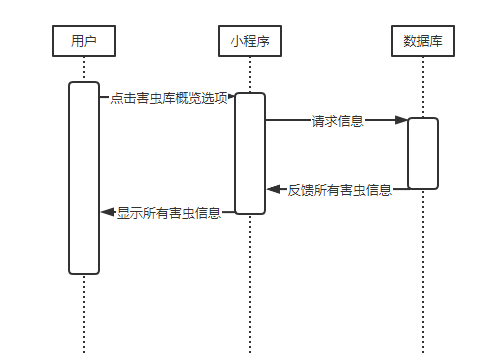 用户
小程序
数据库
点击害虫库概览选项
请求信息
反馈所有害虫信息
显示所有害虫信息